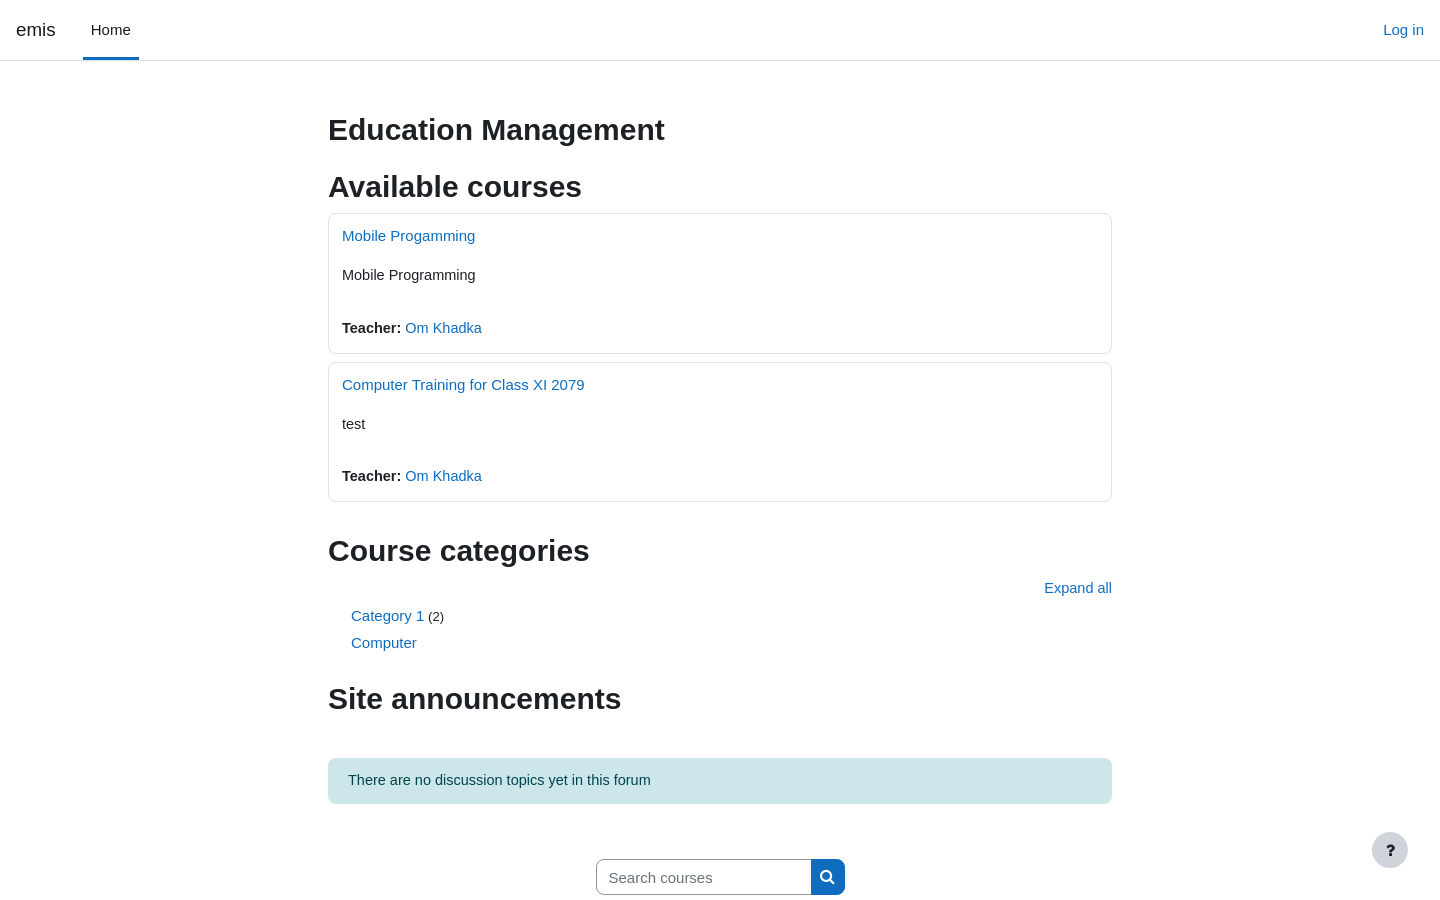 emis
Home
Log in
Education Management
Available courses
Mobile Progamming
Mobile Programming
Teacher: Om Khadka
Computer Training for Class XI 2079
test
Teacher: Om Khadka
Course categories
Expand all
Category 1 (2)
Computer
Site announcements
There are no discussion topics yet in this forum
?
Search courses